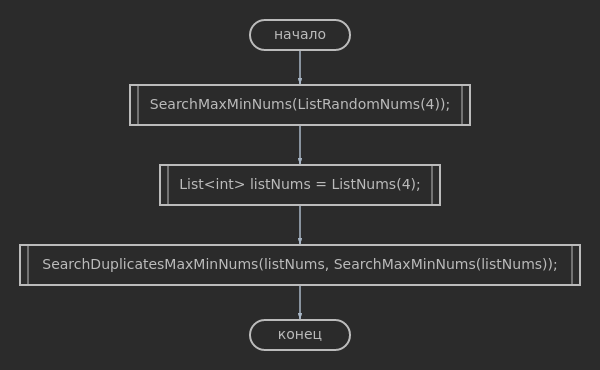 начало
SearchMaxMinNums(ListRandomNums(4));
List<int> listNums = ListNums(4);
SearchDuplicatesMaxMinNums(listNums, SearchMaxMinNums(listNums));
конец